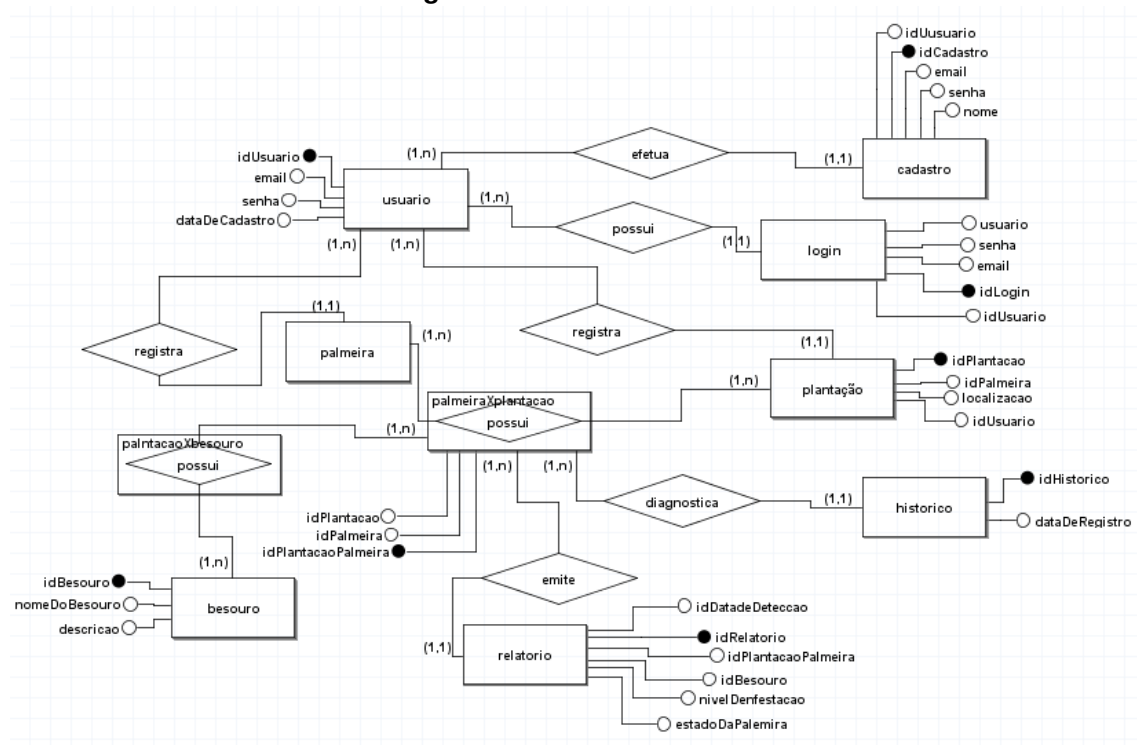 g
idUusuario
idCadastro
email
senha
nome
cadastro
(1,1)
efetua
(1,n)
idUsuario
email
senha
dataDeCadastro
usuario
(1,n)
possui
(1,1)
login
usuario
senha
email
idLogin
idUsuario
(1,n)
(1,n)
registra
(1,1)
palmeira
(1,n)
registra
(1,1)
plantação
(1,n)
idPlantacao
idPalmeira
localizacao
idUsuario
palmeiraXplantacao
possui
(1,n)
palntacaoXbesouro
possui
(1,n)
(1,n)
diagnostica
(1,1)
historico
idHistorico
dataDeRegistro
idPlantacao
idPalmeira
idPlantacaoPalmeira
(1,n)
idBesouro
nomeDoBesouro
descricao
besouro
emite
(1,1)
relatorio
idDatadeDeteccao
idRelatorio
idPlantacaoPalmeira
idBesouro
nivelDenfestacao
estadoDaPalemira